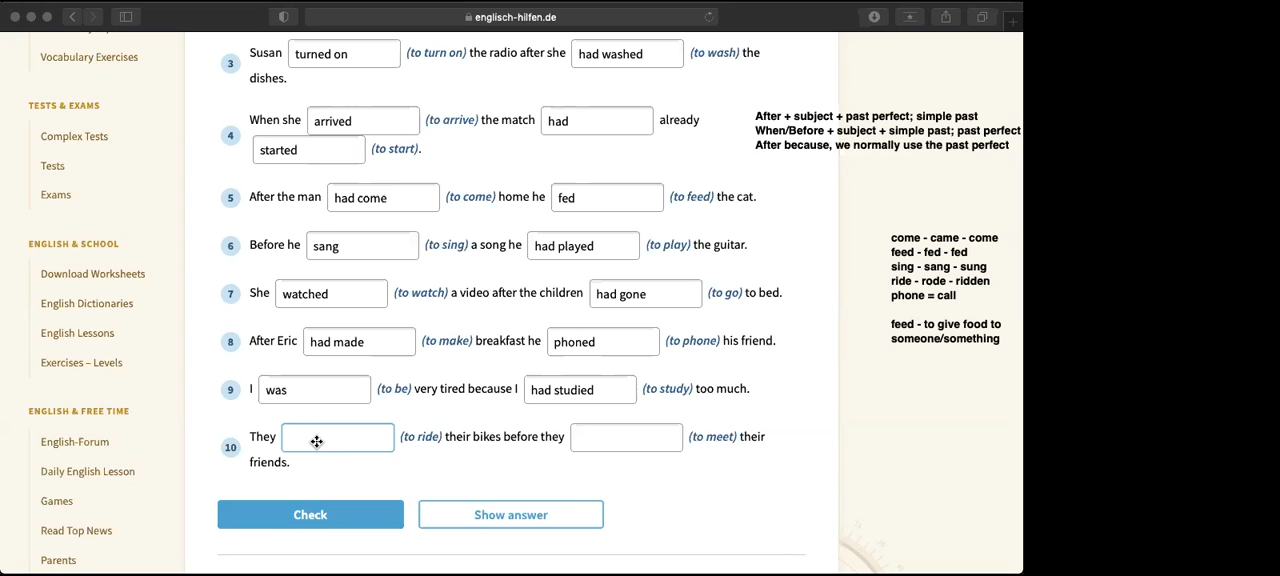 englisch-hilfen.de
Vocabulary Exercises
TESTS & EXAMS
Complex Tests
Tests
Exams
ENGLISH & SCHOOL
Download Worksheets
English Dictionaries
English Lessons
Exercises – Levels
ENGLISH & FREE TIME
English-Forum
Daily English Lesson
Games
Read Top News
Parents
3 Susan turned on (to turn on) the radio after she had washed (to wash) the
dishes.
4 When she arrived (to arrive) the match had already
started (to start).
5 After the man had come (to come) home he fed (to feed) the cat.
6 Before he sang (to sing) a song he had played (to play) the guitar.
7 She watched (to watch) a video after the children had gone (to go) to bed.
8 After Eric had made (to make) breakfast he phoned (to phone) his friend.
9 I was (to be) very tired because I had studied (to study) too much.
10 They (to ride) their bikes before they (to meet) their
friends.
Check Show answer
After + subject + past perfect; simple past
When/Before + subject + simple past; past perfect
After because, we normally use the past perfect
come - came - come
feed - fed - fed
sing - sang - sung
ride - rode - ridden
phone = call
feed - to give food to
someone/something